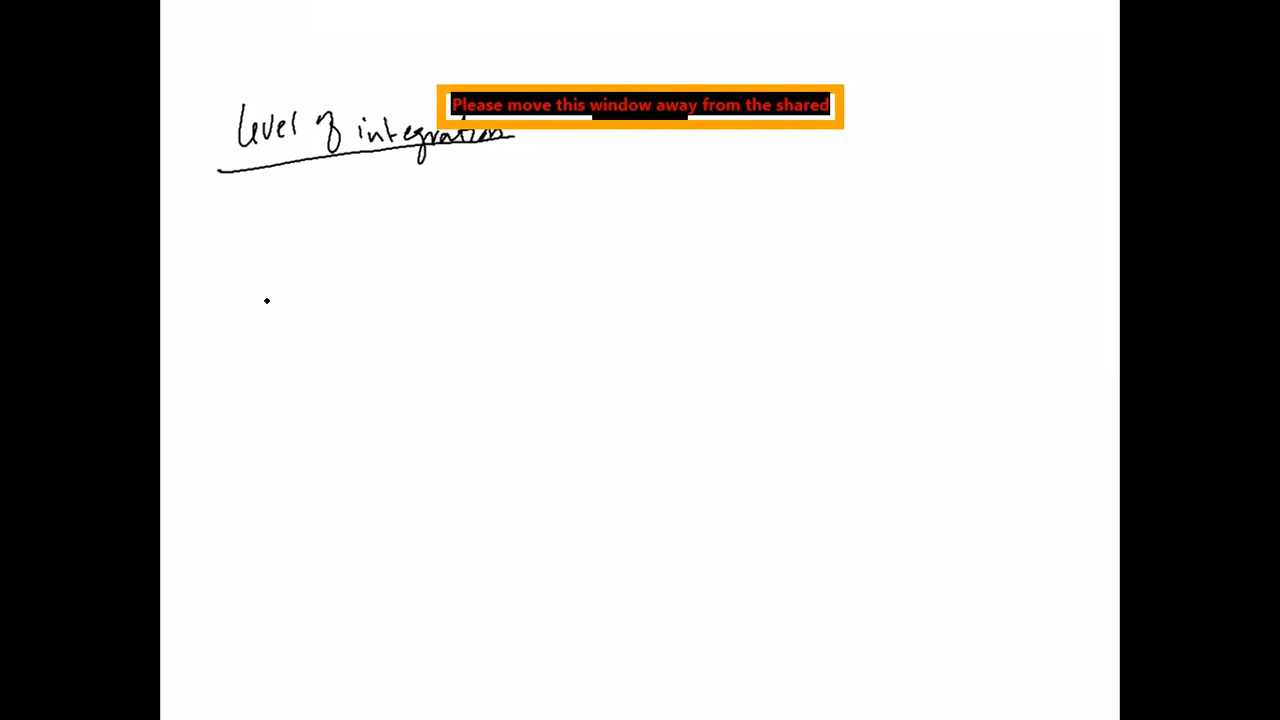 Please move this window away from the shared
level of integration